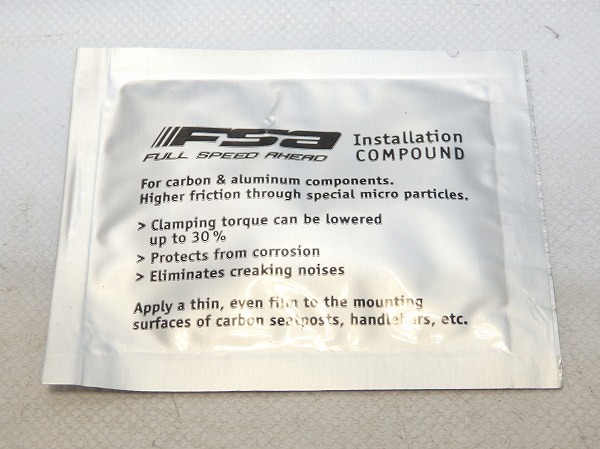 FSA Installation
FULL SPEED AHEAD COMPOUND
For carbon & aluminum components.
Higher friction through special micro particles.
> Clamping torque can be lowered
up to 30%
> Protects from corrosion
> Eliminates creaking noises
Apply a thin, even film to the mounting
surfaces of carbon seatposts, handlebars, etc.